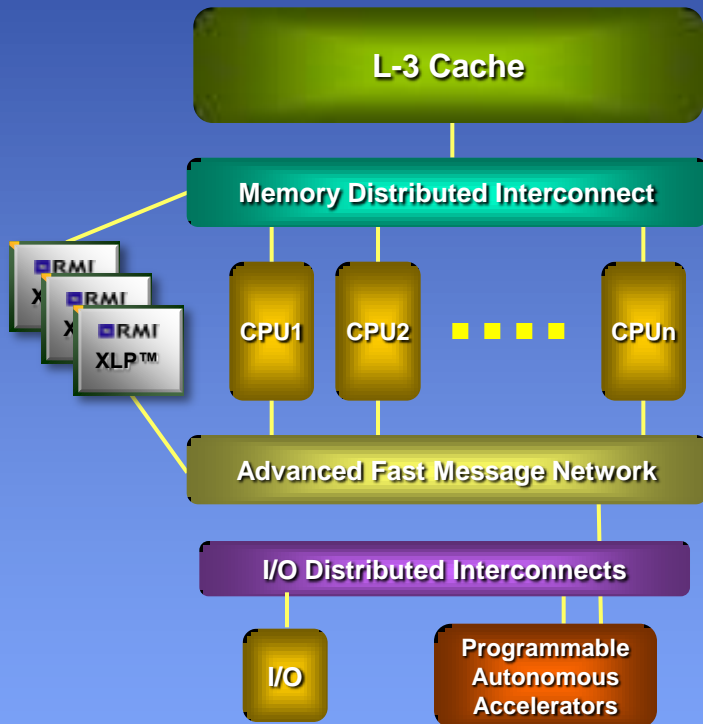 L-3 Cache
Memory Distributed Interconnect
RMI
X
RMI
X
RMI
XLP™
CPU1
CPU2
CPUn
Advanced Fast Message Network
I/O Distributed Interconnects
I/O
Programmable
Autonomous
Accelerators